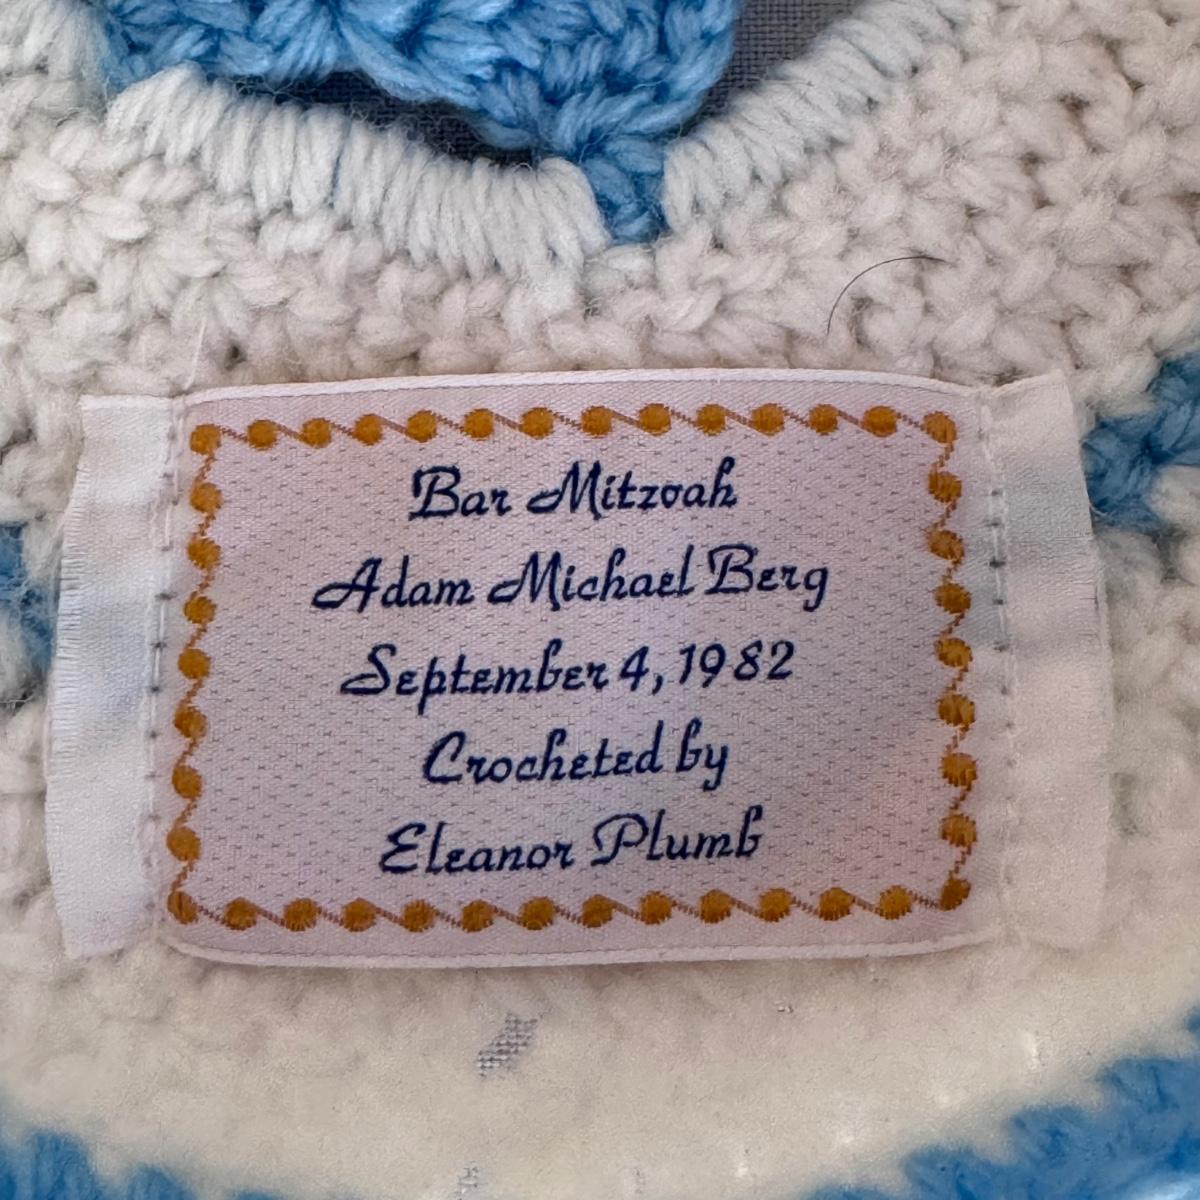 Bar Mitzvah
Adam Michael Berg
September 4, 1982
Crocheted by
Eleanor Plumb